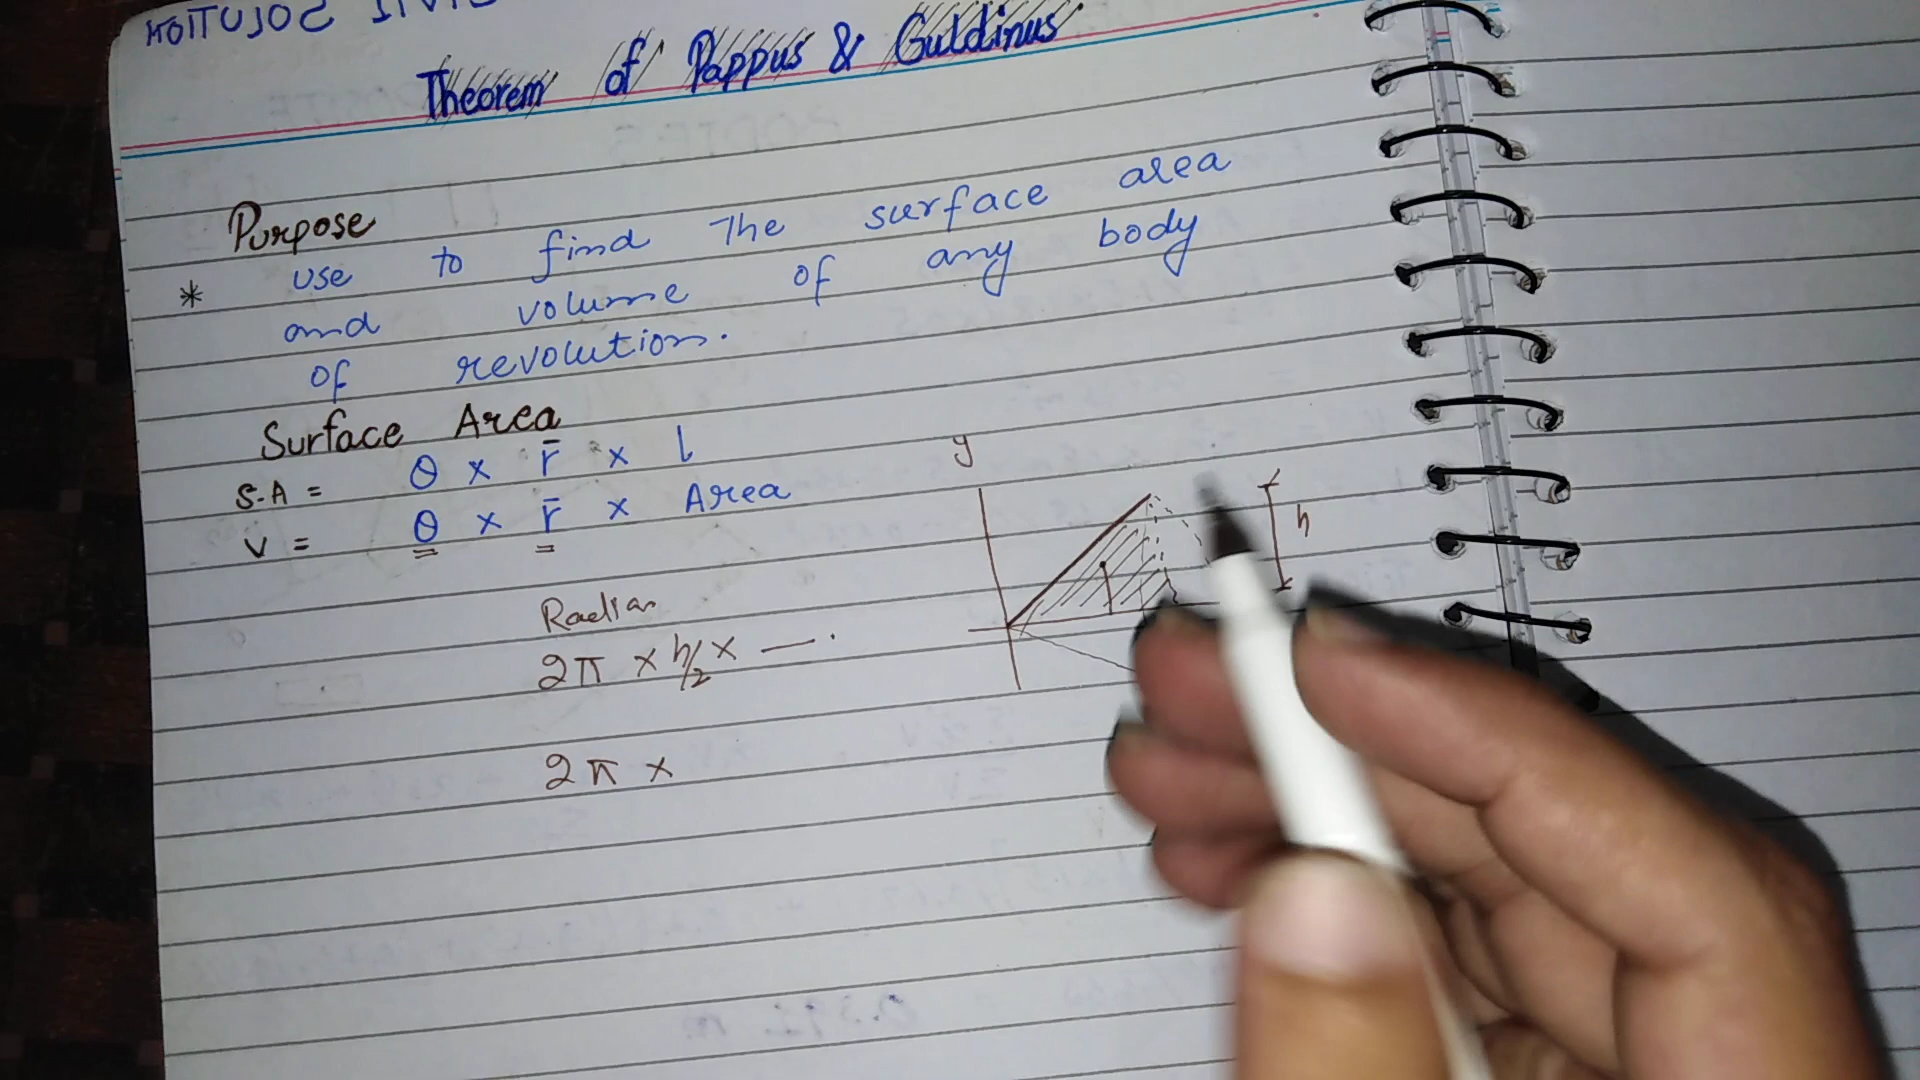 Theorem of Pappus & Guldinus
Purpose
* use to find The surface area
and volume of any body
of revolution.
Surface Area
S.A = θ x r̄ x l
V = θ x r̄ x Area
y
h
Radian
2π x h/2 x — .
2π x